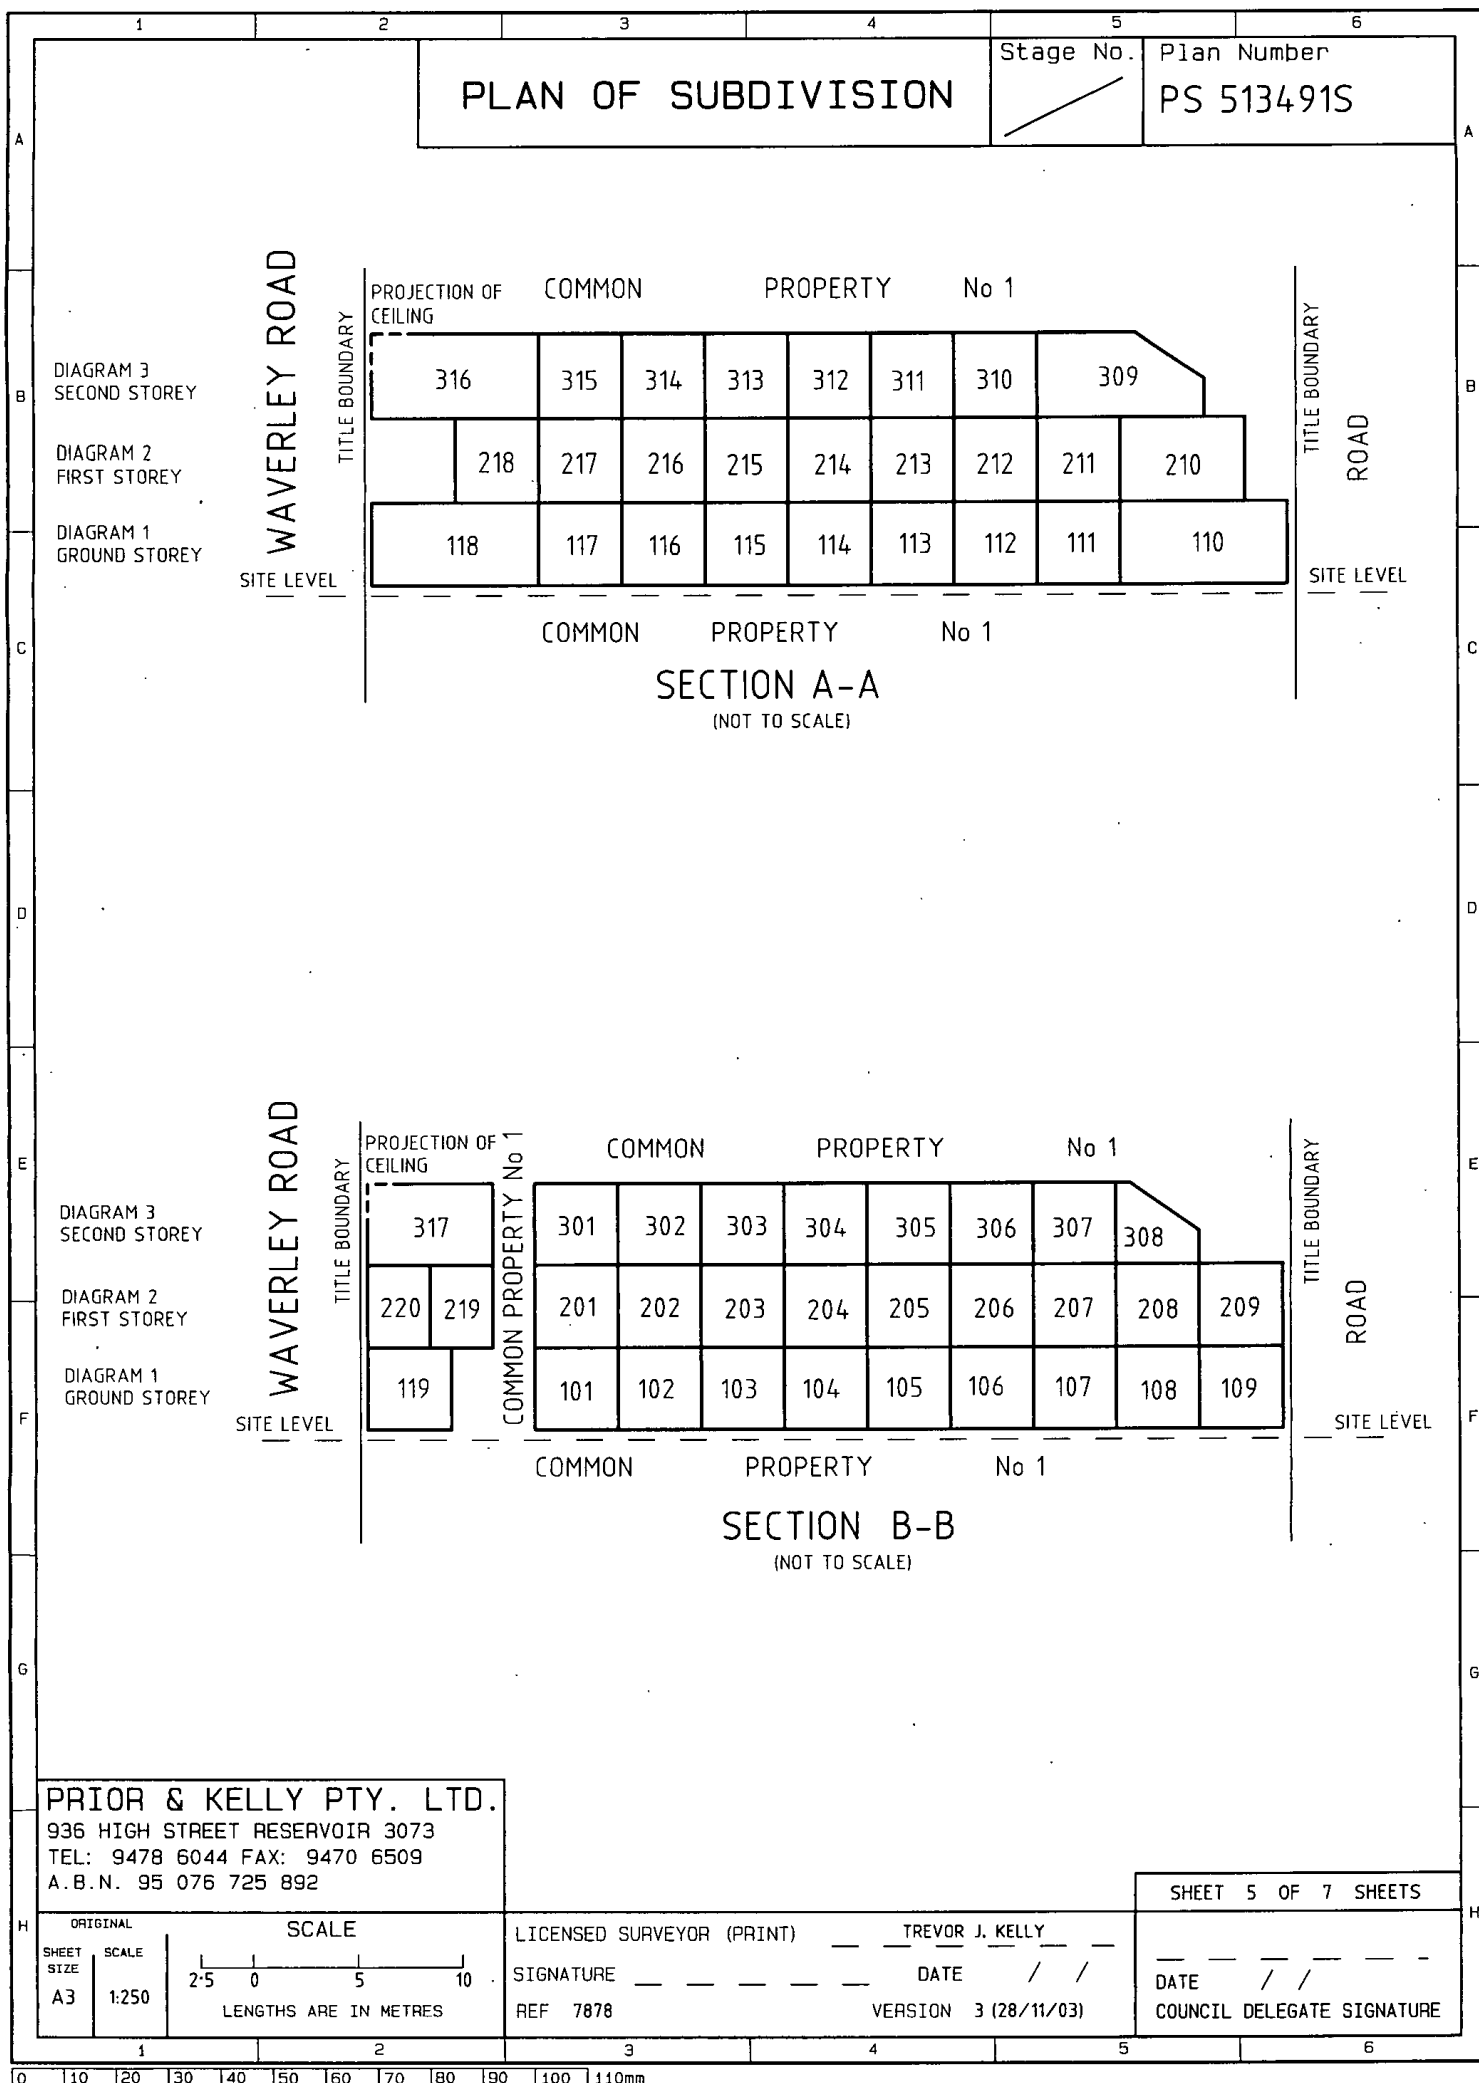 1 2 3 4 5 6
PLAN OF SUBDIVISION
Stage No.
Plan Number
PS 513491S
A A
B B
C C
D D
E E
F F
G G
H H
WAVERLEY ROAD
TITLE BOUNDARY
PROJECTION OF
CEILING
COMMON PROPERTY No 1
TITLE BOUNDARY
ROAD
DIAGRAM 3
SECOND STOREY
316 315 314 313 312 311 310 309
DIAGRAM 2
FIRST STOREY
218 217 216 215 214 213 212 211 210
DIAGRAM 1
GROUND STOREY
118 117 116 115 114 113 112 111 110
SITE LEVEL
SITE LEVEL
COMMON PROPERTY No 1
SECTION A-A
(NOT TO SCALE)
WAVERLEY ROAD
TITLE BOUNDARY
PROJECTION OF
CEILING
COMMON PROPERTY No 1
COMMON PROPERTY No 1
TITLE BOUNDARY
ROAD
DIAGRAM 3
SECOND STOREY
317 301 302 303 304 305 306 307 308
DIAGRAM 2
FIRST STOREY
220 219 201 202 203 204 205 206 207 208 209
DIAGRAM 1
GROUND STOREY
119 101 102 103 104 105 106 107 108 109
SITE LEVEL
SITE LEVEL
COMMON PROPERTY No 1
SECTION B-B
(NOT TO SCALE)
PRIOR & KELLY PTY. LTD.
936 HIGH STREET RESERVOIR 3073
TEL: 9478 6044 FAX: 9470 6509
A.B.N. 95 076 725 892
SHEET 5 OF 7 SHEETS
ORIGINAL
SHEET SIZE
SCALE
A3
1:250
SCALE
2·5 0 5 10
LENGTHS ARE IN METRES
LICENSED SURVEYOR (PRINT) TREVOR J. KELLY
SIGNATURE DATE / /
REF 7878 VERSION 3 (28/11/03)
DATE / /
COUNCIL DELEGATE SIGNATURE
1 2 3 4 5 6
0 10 20 30 40 50 60 70 80 90 100 110mm